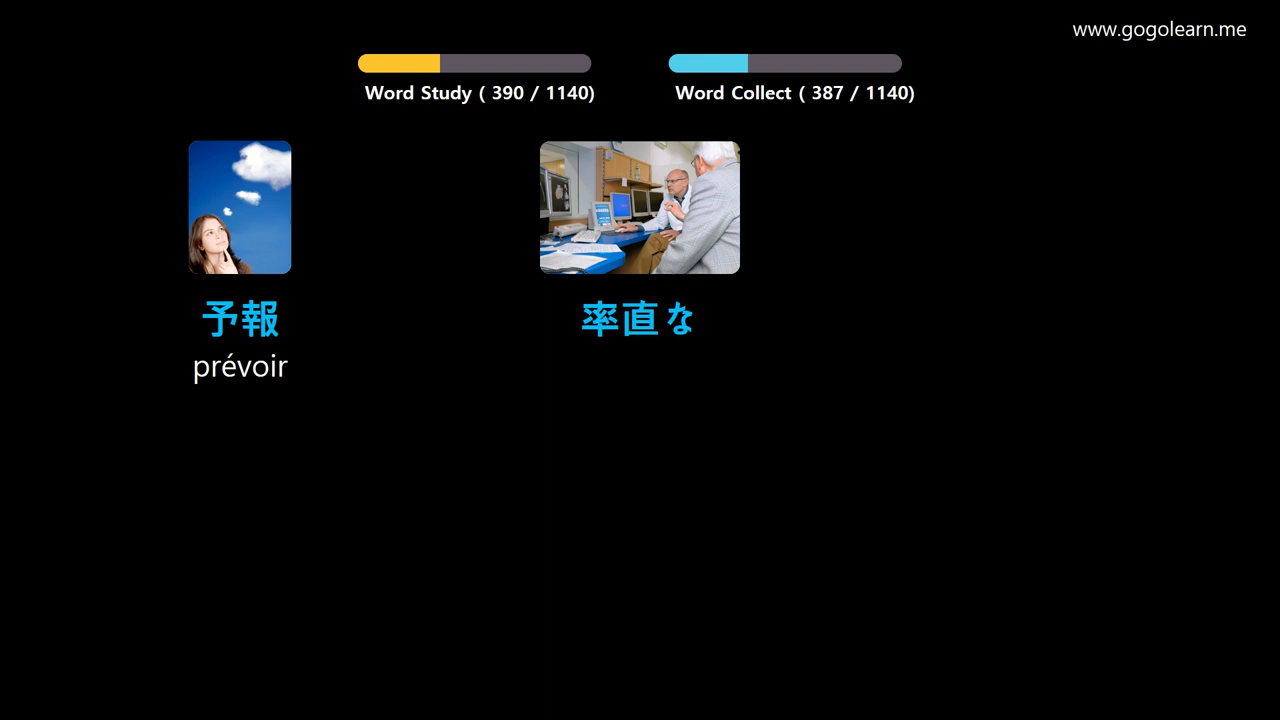 www.gogolearn.me
Word Study ( 390 / 1140)
Word Collect ( 387 / 1140)
予報
prévoir
率直な